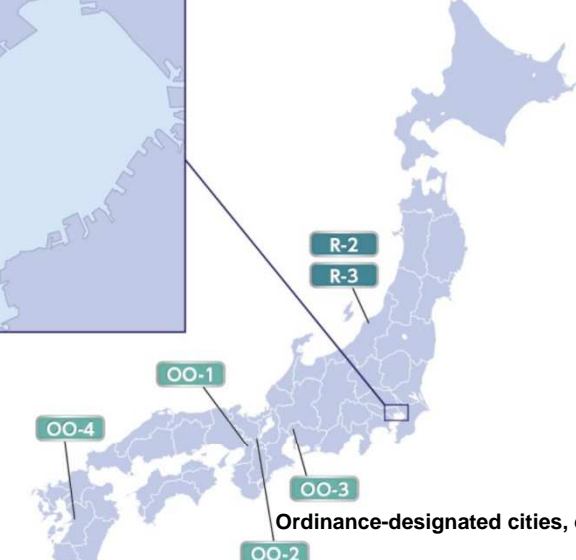 R-2
R-3
OO-1
OO-4
OO-3
Ordinance-designated cities,
OO-2